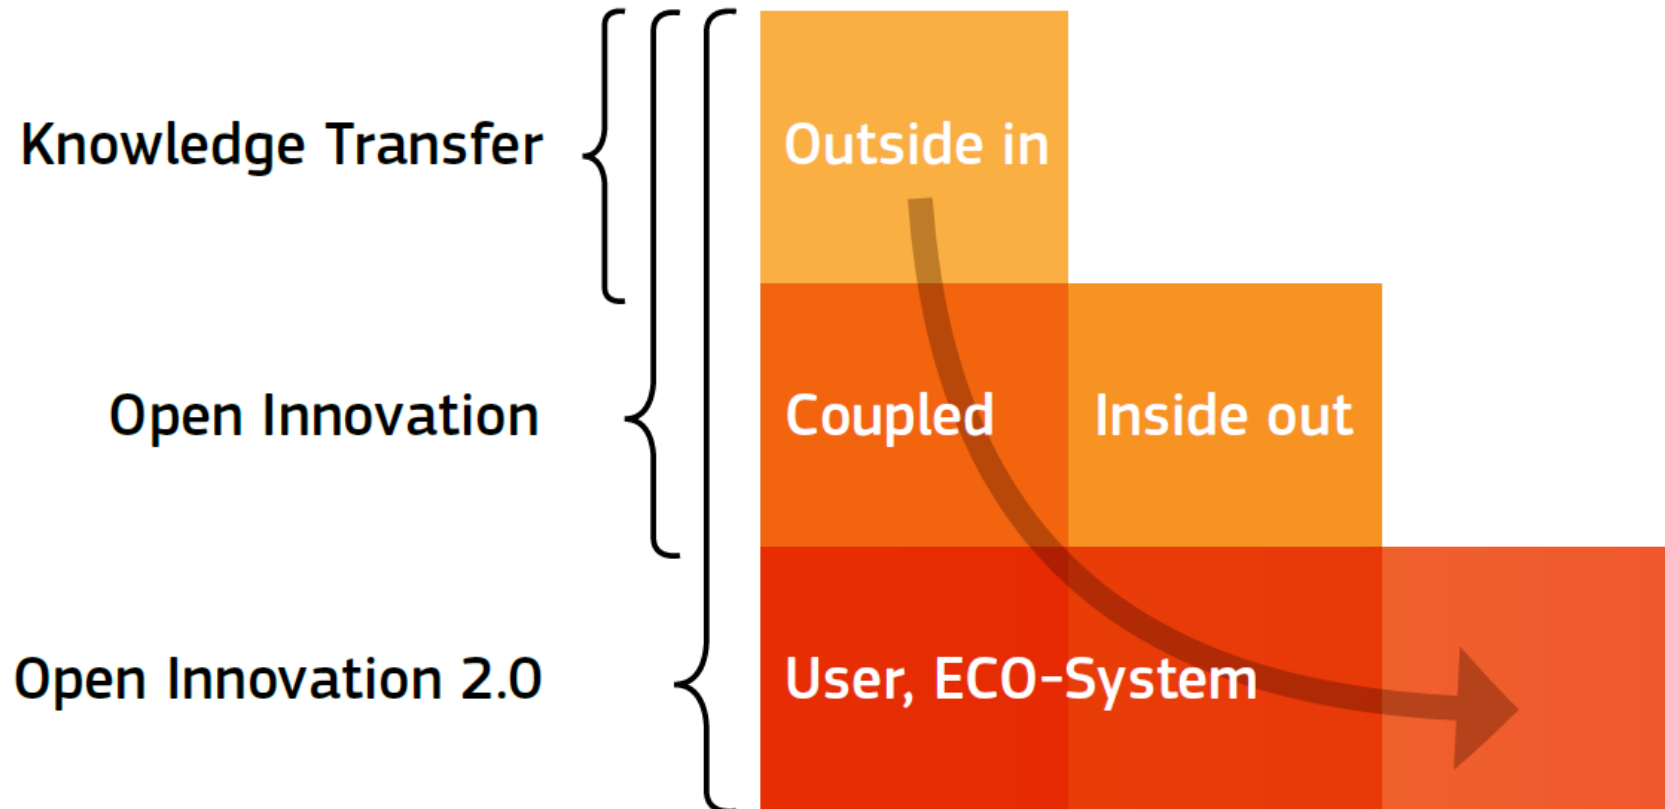 Knowledge Transfer
Outside in
Open Innovation
Coupled
Inside out
Open Innovation 2.0
User, ECO-System